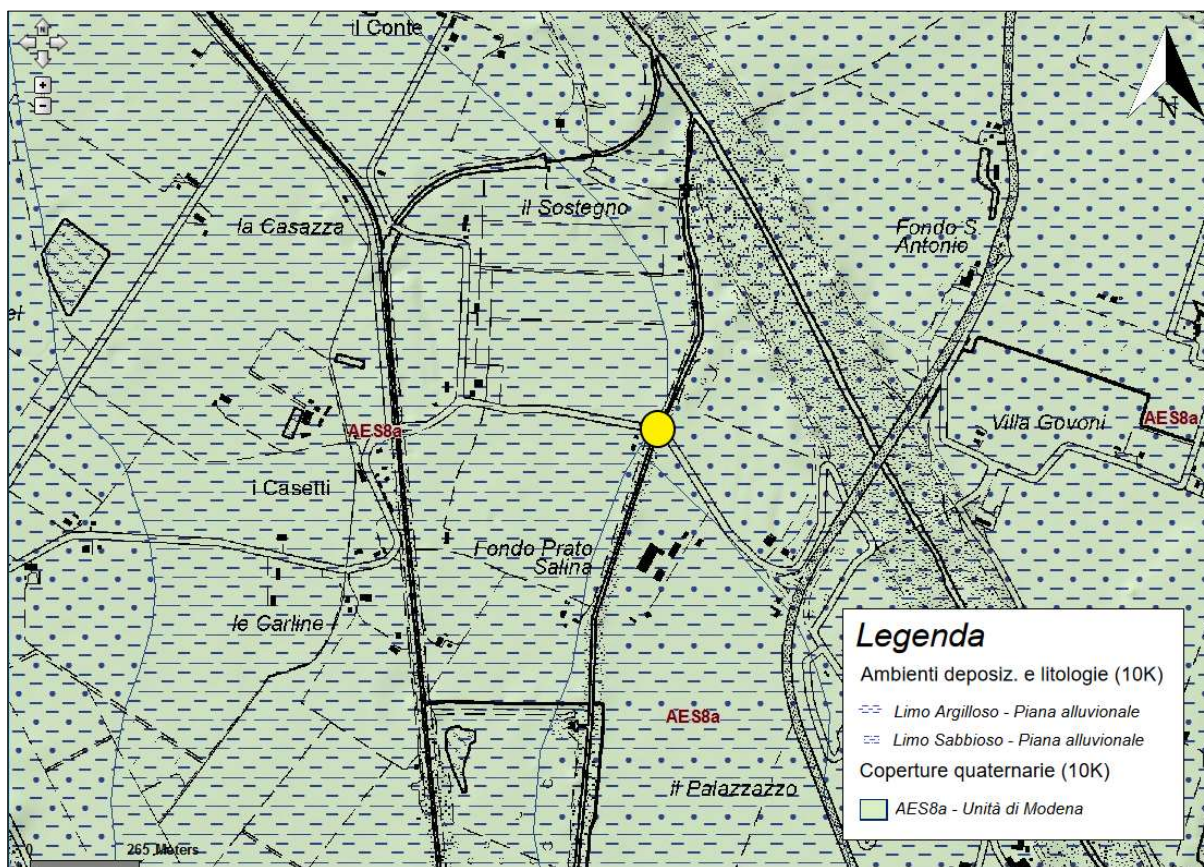 il Conte
N
+
-
N
la Casazza
il Sostegno
Fondo S.
Antonio
AES8a
Villa Govoni
AES8a
i Casetti
Fondo Prato
Salina
le Carline
AES8a
il Palazzazzo
Legenda
Ambienti deposiz. e litologie (10K)
Limo Argilloso - Piana alluvionale
Limo Sabbioso - Piana alluvionale
Coperture quaternarie (10K)
AES8a - Unità di Modena
0 265 Meters